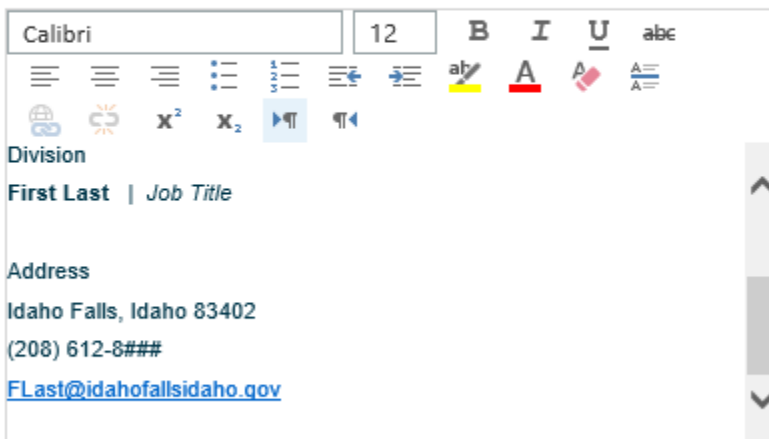 Calibri 12 B I U abc
ab A A A
X² X₂
Division
First Last | Job Title
Address
Idaho Falls, Idaho 83402
(208) 612-8###
FLast@idahofallsidaho.gov